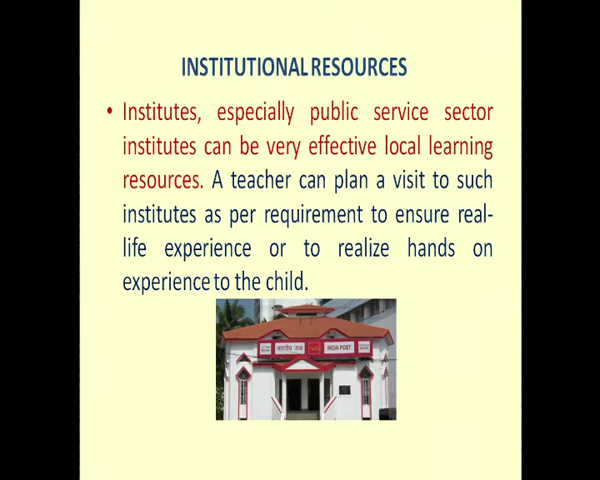 INSTITUTIONAL RESOURCES
• Institutes, especially public service sector
institutes can be very effective local learning
resources. A teacher can plan a visit to such
institutes as per requirement to ensure real-
life experience or to realize hands on
experience to the child.
भारतीय डाक INDIA POST